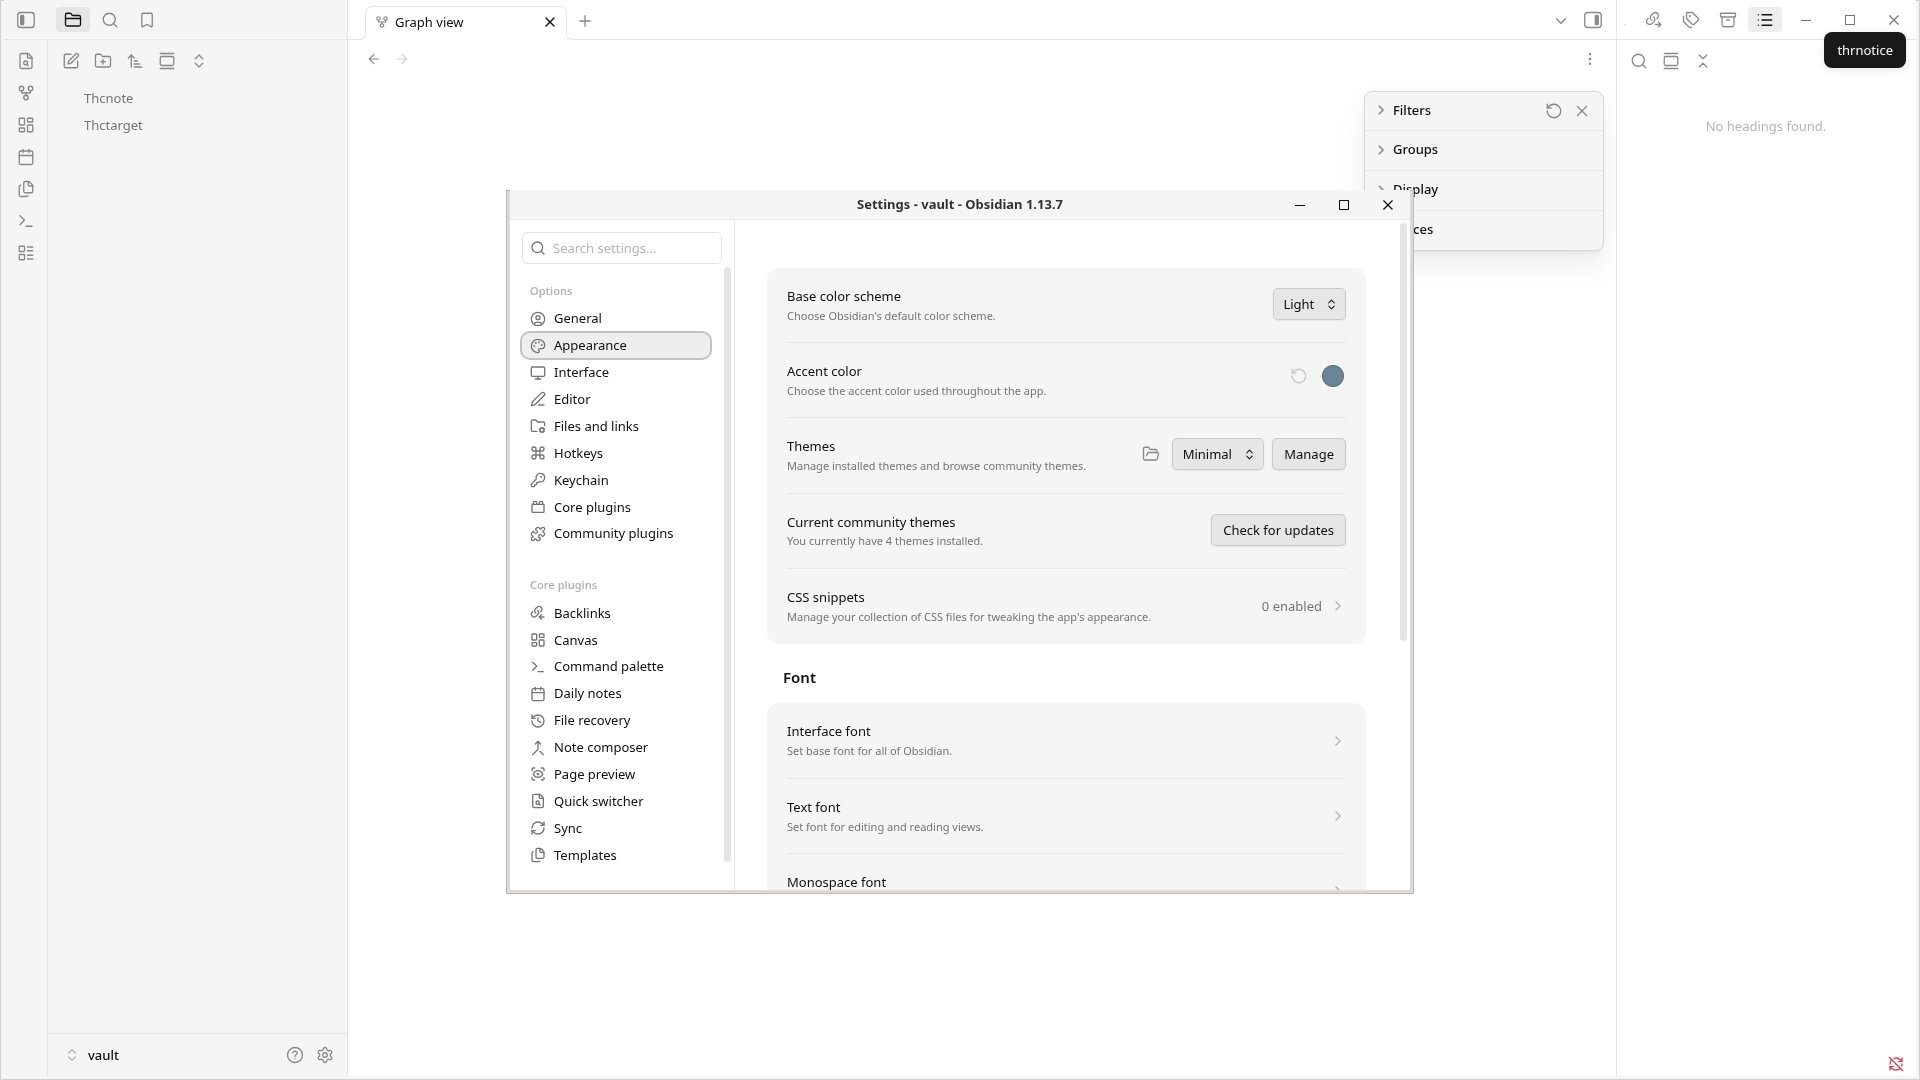 Graph view
thrnotice
Thcnote
Thctarget
No headings found.
Filters
Groups
Display
ces
Settings - vault - Obsidian 1.13.7
Search settings...
Options
General
Appearance
Interface
Editor
Files and links
Hotkeys
Keychain
Core plugins
Community plugins
Core plugins
Backlinks
Canvas
Command palette
Daily notes
File recovery
Note composer
Page preview
Quick switcher
Sync
Templates
Base color scheme
Choose Obsidian's default color scheme.
Light
Accent color
Choose the accent color used throughout the app.
Themes
Manage installed themes and browse community themes.
Minimal
Manage
Current community themes
You currently have 4 themes installed.
Check for updates
CSS snippets
Manage your collection of CSS files for tweaking the app's appearance.
0 enabled
Font
Interface font
Set base font for all of Obsidian.
Text font
Set font for editing and reading views.
Monospace font
vault